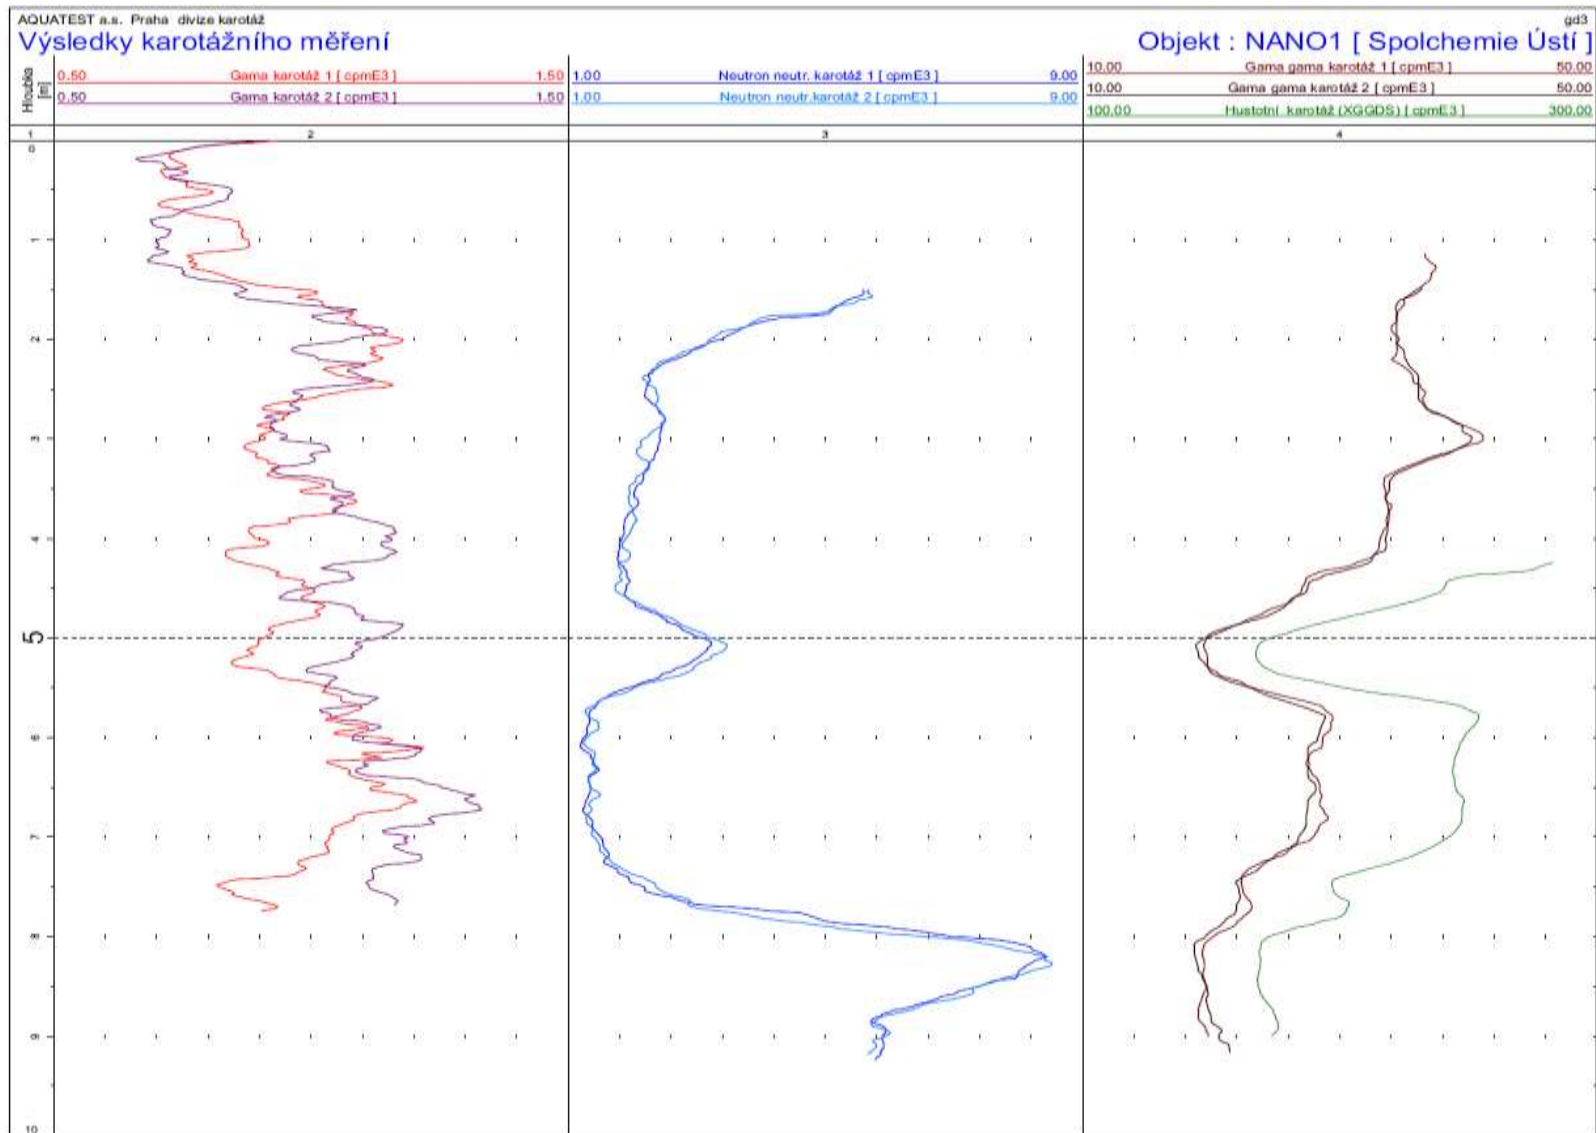 AQUATEST a.s. Praha divize karotáž
gd3
Výsledky karotážního měření
Objekt : NANO1 [ Spolchemie Ústí ]
Hloubka [m]
0.50 Gama karotáž 1 [ cpmE3 ] 1.50
0.50 Gama karotáž 2 [ cpmE3 ] 1.50
1.00 Neutron neutr. karotáž 1 [ cpmE3 ] 9.00
1.00 Neutron neutr.karotáž 2 [ cpmE3 ] 9.00
10.00 Gama gama karotáž 1 [ cpmE3 ] 50.00
10.00 Gama gama karotáž 2 [ cpmE3 ] 50.00
100.00 Hustotní karotáž (XGGDS) [ cpmE3 ] 300.00
1 2 3 4
0
1
2
3
4
5
6
7
8
9
10